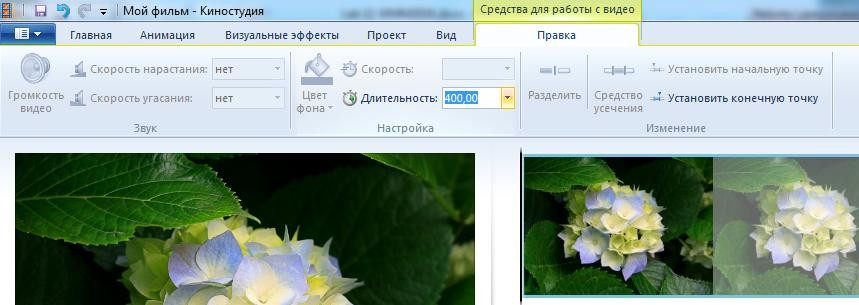 Мой фильм - Киностудия
Средства для работы с видео
Главная Анимация Визуальные эффекты Проект Вид Правка
Громкость видео
Скорость нарастания: нет
Скорость угасания: нет
Звук
Цвет фона
Скорость:
Длительность: 400,00
Настройка
Разделить
Средство усечения
Установить начальную точку
Установить конечную точку
Изменение